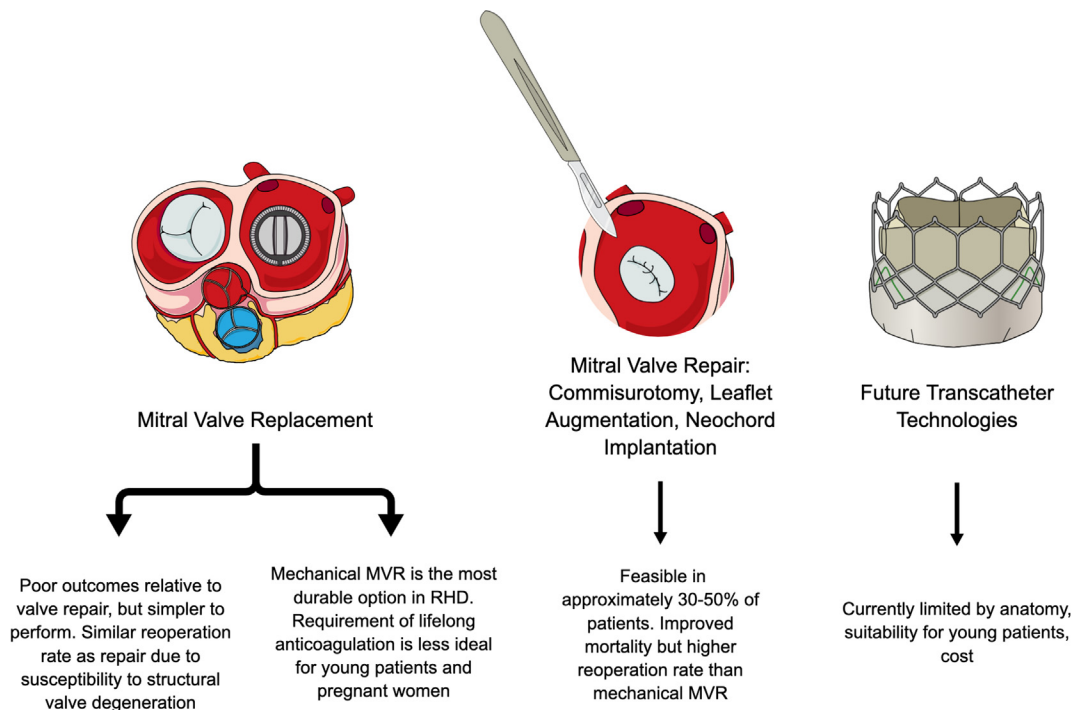 Mitral Valve Replacement
Mitral Valve Repair:
Commisurotomy, Leaflet
Augmentation, Neochord
Implantation
Future Transcatheter
Technologies
Poor outcomes relative to
valve repair, but simpler to
perform. Similar reoperation
rate as repair due to
susceptibility to structural
valve degeneration
Mechanical MVR is the most
durable option in RHD.
Requirement of lifelong
anticoagulation is less ideal
for young patients and
pregnant women
Feasible in
approximately 30-50% of
patients. Improved
mortality but higher
reoperation rate than
mechanical MVR
Currently limited by anatomy,
suitability for young patients,
cost